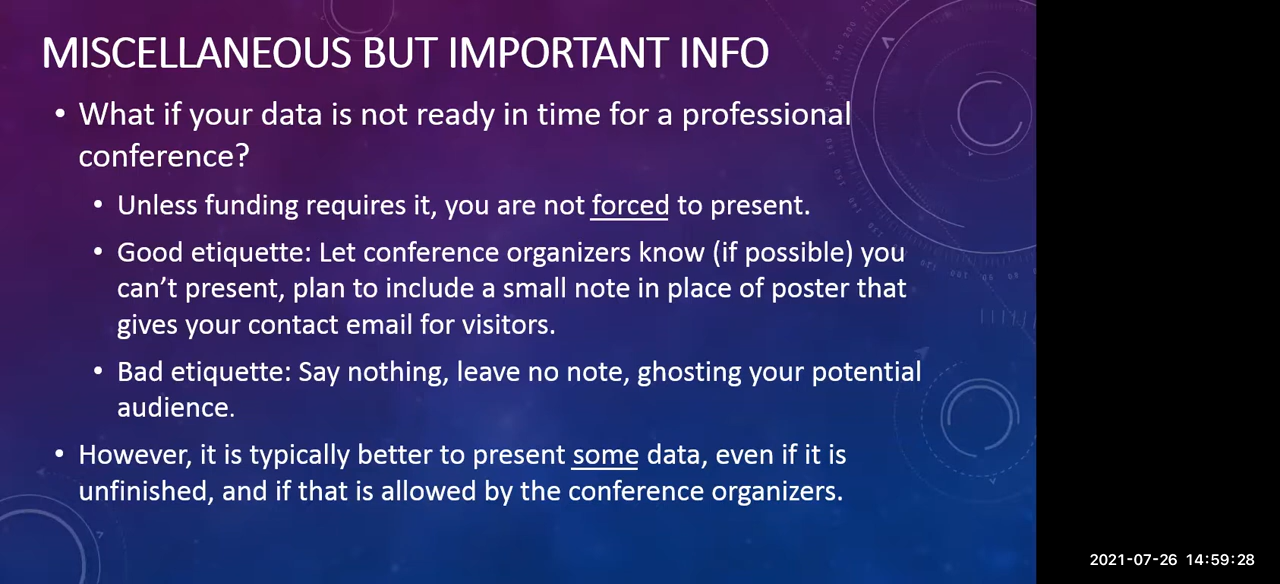 MISCELLANEOUS BUT IMPORTANT INFO
• What if your data is not ready in time for a professional
conference?
• Unless funding requires it, you are not forced to present.
• Good etiquette: Let conference organizers know (if possible) you
can’t present, plan to include a small note in place of poster that
gives your contact email for visitors.
• Bad etiquette: Say nothing, leave no note, ghosting your potential
audience.
• However, it is typically better to present some data, even if it is
unfinished, and if that is allowed by the conference organizers.
2021-07-26 14:59:28